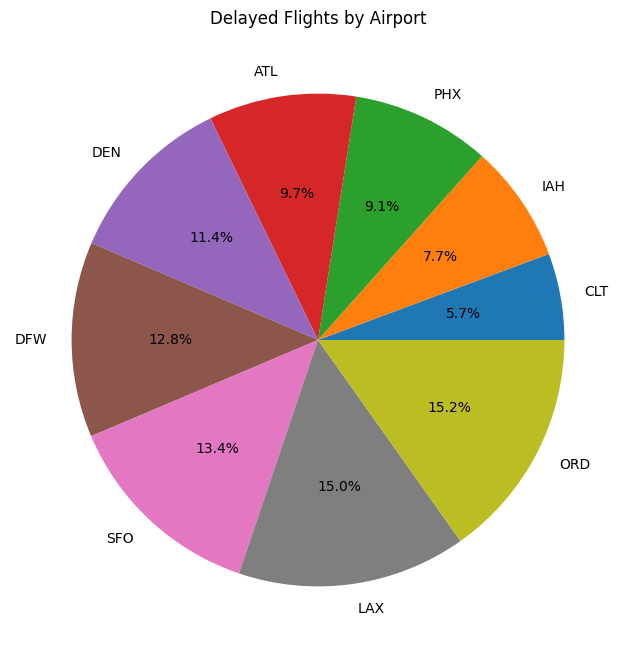 Delayed Flights by Airport
ATL
PHX
DEN
IAH
9.7%
9.1%
11.4%
7.7%
CLT
5.7%
DFW
12.8%
15.2%
13.4%
ORD
15.0%
SFO
LAX